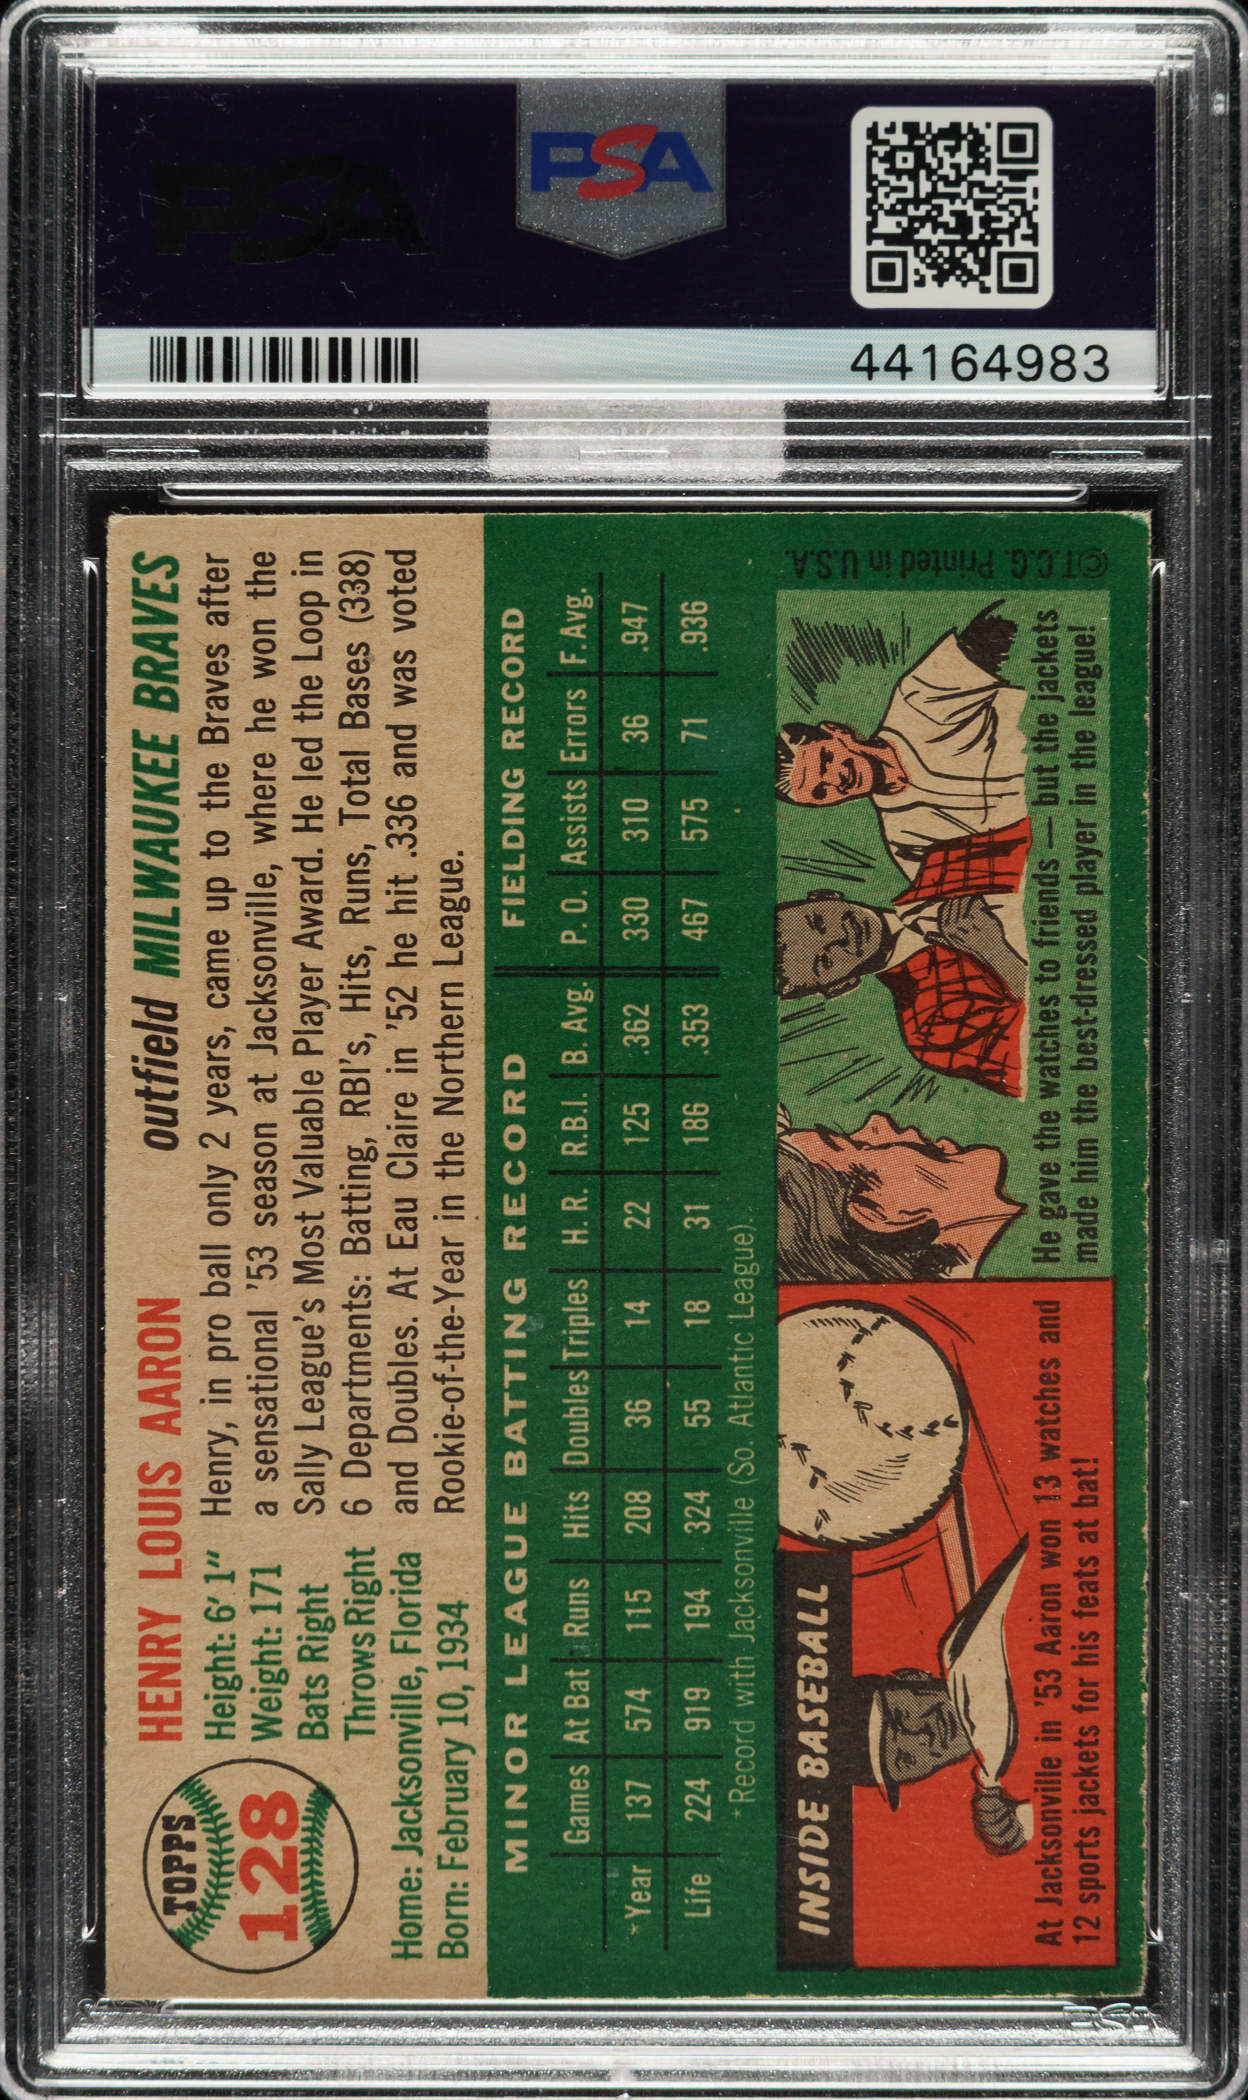 PSA
PSA
44164983
TOPPS
128
HENRY LOUIS AARON
outfield MILWAUKEE BRAVES
Height: 6' 1"
Weight: 171
Bats Right
Throws Right
Home: Jacksonville, Florida
Born: February 10, 1934
Henry, in pro ball only 2 years, came up to the Braves after
a sensational '53 season at Jacksonville, where he won the
Sally League's Most Valuable Player Award. He led the Loop in
6 Departments: Batting, RBI's, Hits, Runs, Total Bases (338)
and Doubles. At Eau Claire in '52 he hit .336 and was voted
Rookie-of-the-Year in the Northern League.
MINOR LEAGUE BATTING RECORD FIELDING RECORD
Games At Bat Runs Hits Doubles Triples H. R. R.B.I. B. Avg. P. O. Assists Errors F. Avg.
*Year 137 574 115 208 36 14 22 125 .362 330 310 36 .947
Life 224 919 194 324 55 18 31 186 .353 467 575 71 .936
*Record with Jacksonville (So. Atlantic League).
INSIDE BASEBALL
At Jacksonville in '53 Aaron won 13 watches and
12 sports jackets for his feats at bat!
He gave the watches to friends — but the jackets
made him the best-dressed player in the league!
©T.C.G. Printed in U.S.A.
PSA